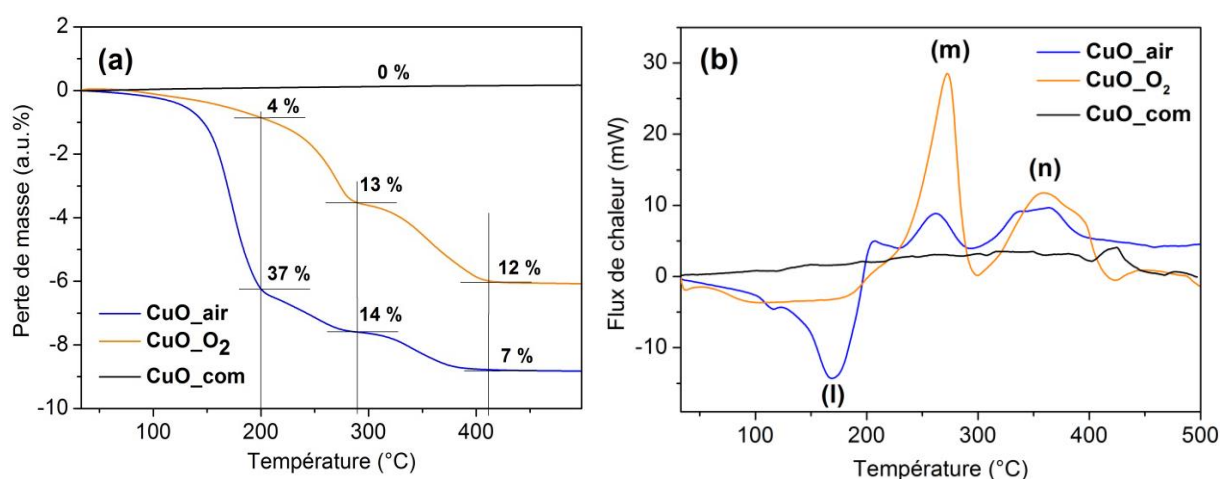 (a)
0 %
4 %
13 %
37 %
12 %
14 %
7 %
CuO_air
CuO_O2
CuO_com
Perte de masse (a.u.%)
2
0
-2
-4
-6
-8
-10
100
200
300
400
Température (°C)
(b)
(m)
CuO_air
CuO_O₂
CuO_com
(n)
(l)
Flux de chaleur (mW)
30
20
10
0
-10
100
200
300
400
500
Température (°C)